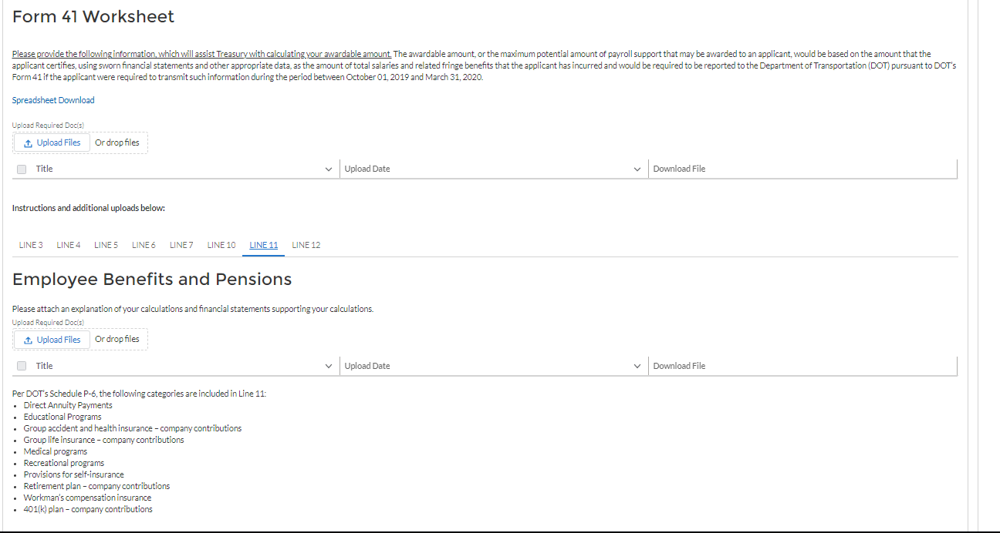 Form 41 Worksheet
Please provide the following information, which will assist Treasury with calculating your awardable amount. The awardable amount, or the maximum potential amount of payroll support that may be awarded to an applicant, would be based on the amount that the
applicant certifies, using sworn financial statements and other appropriate data, as the amount of total salaries and related fringe benefits that the applicant has incurred and would be required to be reported to the Department of Transportation (DOT) pursuant to DOT's
Form 41 if the applicant were required to transmit such information during the period between October 01, 2019 and March 31, 2020.
Spreadsheet Download
Upload Required Doc(s)
Upload Files Or drop files
Title Upload Date Download File
Instructions and additional uploads below:
LINE 3 LINE 4 LINE 5 LINE 6 LINE 7 LINE 10 LINE 11 LINE 12
Employee Benefits and Pensions
Please attach an explanation of your calculations and financial statements supporting your calculations.
Upload Required Doc(s)
Upload Files Or drop files
Title Upload Date Download File
Per DOT's Schedule P-6, the following categories are included in Line 11:
• Direct Annuity Payments
• Educational Programs
• Group accident and health insurance – company contributions
• Group life insurance – company contributions
• Medical programs
• Recreational programs
• Provisions for self-insurance
• Retirement plan – company contributions
• Workman's compensation insurance
• 401(k) plan – company contributions